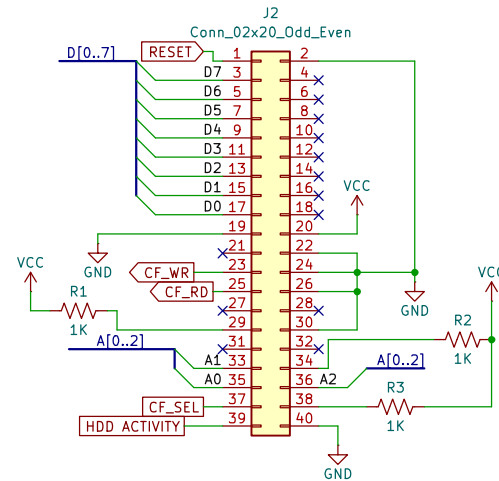 J2
Conn_02x20_Odd_Even
D[0..7]
RESET
1 2
D7 3 4
D6 5 6
D5 7 8
D4 9 10
D3 11 12
D2 13 14
D1 15 16
D0 17 18
VCC
19 20
GND
21 22
CF_WR 23 24
CF_RD 25 26
VCC
R1
1K
27 28
GND
VCC
29 30
R2
1K
A[0..2]
31 32
A1 33 34
A[0..2]
A0 35 36 A2
R3
1K
CF_SEL 37 38
HDD ACTIVITY 39 40
GND